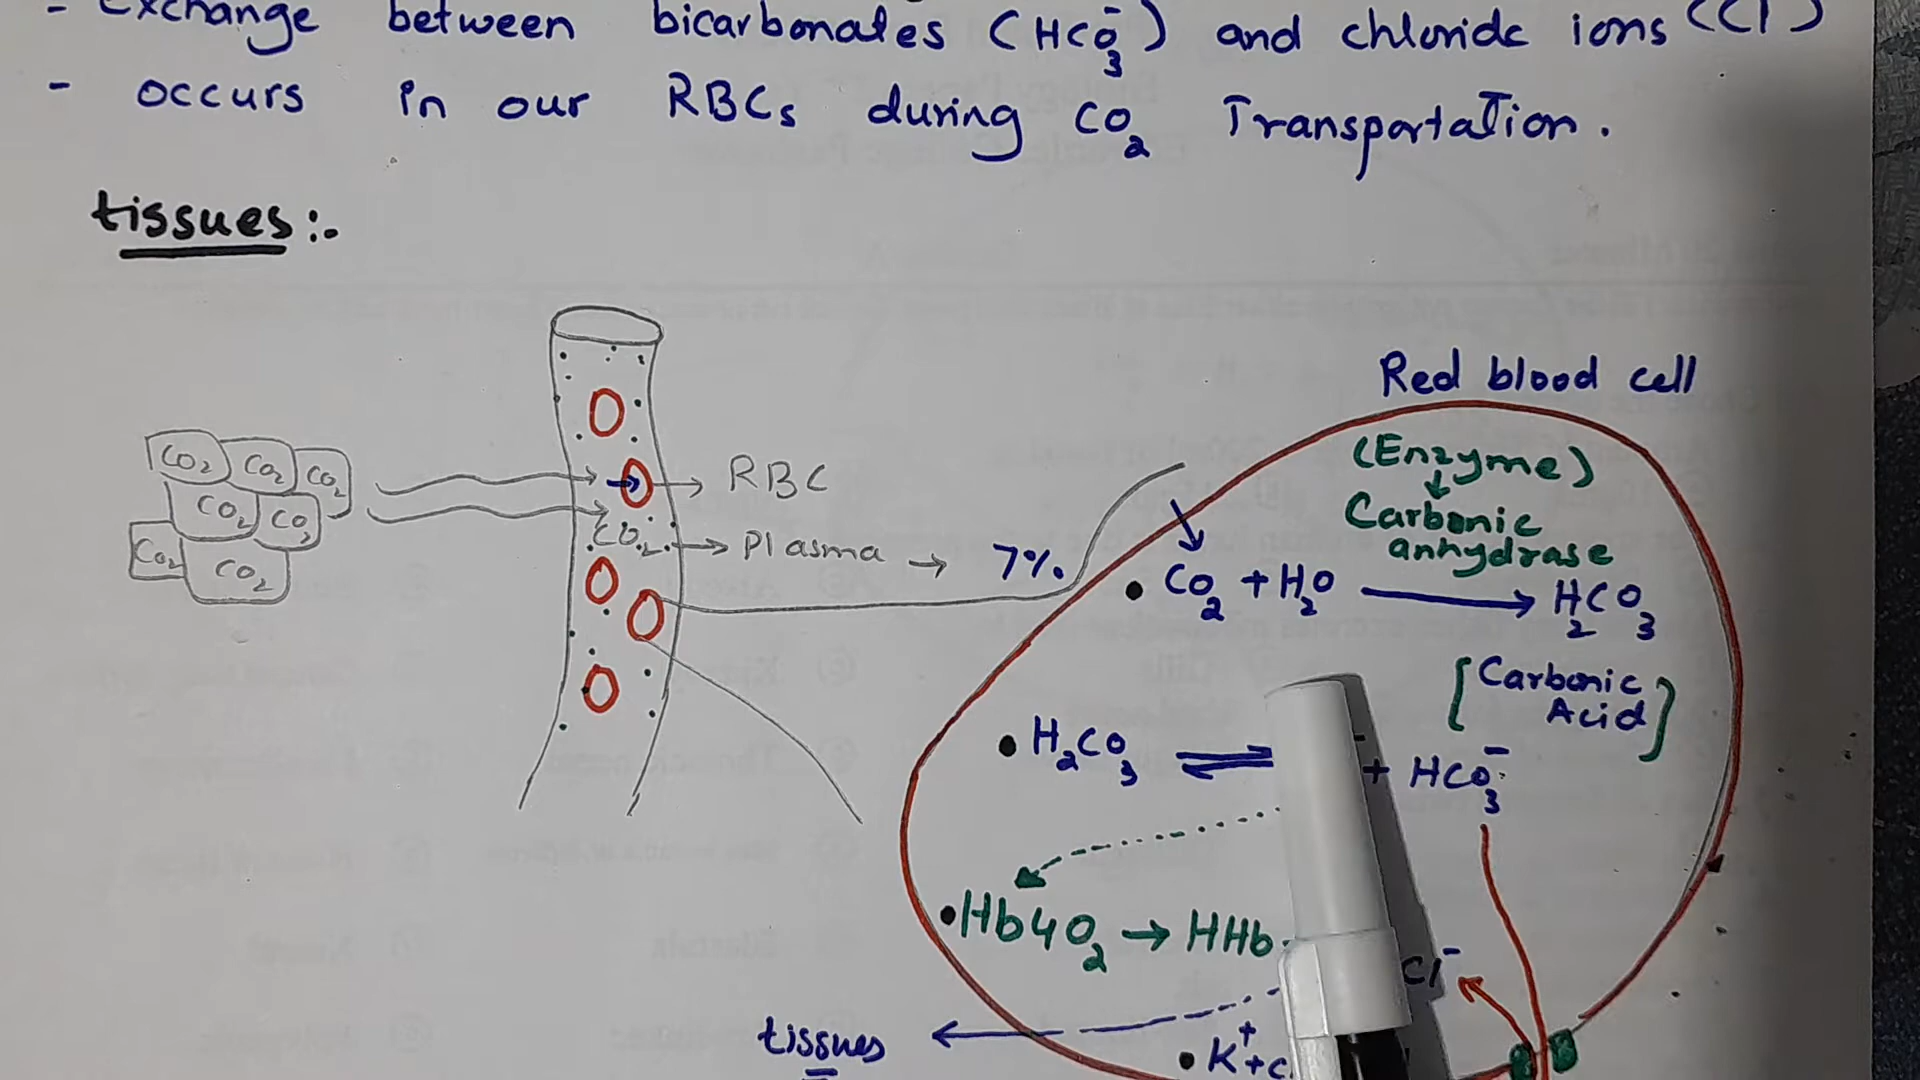 - Exchange between bicarbonates (HCO₃⁻) and chloride ions (Cl⁻)
- occurs in our RBCs during CO₂ Transportation.
tissues:-
Red blood cell
(Enzyme)
Carbonic
anhydrase
CO₂ CO₂ CO₂
CO₂ CO₂
CO₂ CO₂
→ RBC
CO₂ → Plasma → 7%.
• CO₂ + H₂O → H₂CO₃
[Carbonic
Acid]
• H₂CO₃ ⇌ + HCO₃⁻
• Hb4O₂ → HHb
Cl⁻
tissues
• K⁺+C